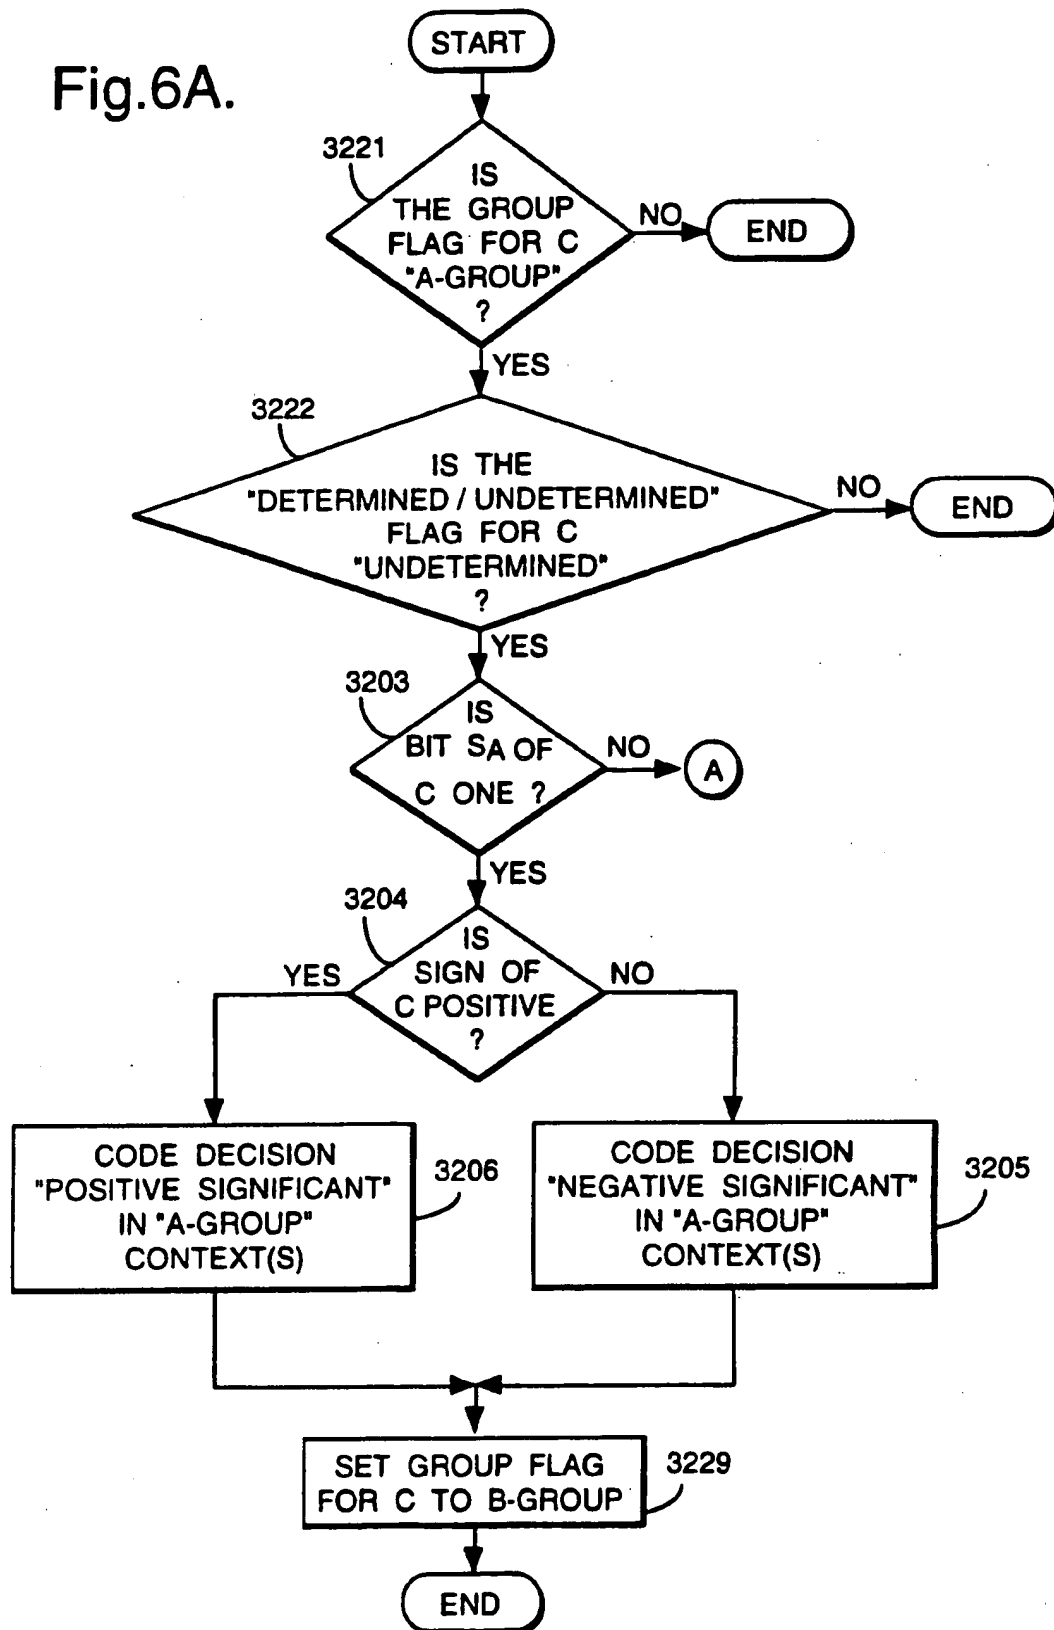 START
Fig.6A.
3221
IS
THE GROUP
FLAG FOR C
"A-GROUP"
?
NO
END
YES
3222
IS THE
"DETERMINED / UNDETERMINED"
FLAG FOR C
"UNDETERMINED"
?
NO
END
YES
3203
IS
BIT SA OF
C ONE ?
NO
A
YES
3204
IS
SIGN OF
C POSITIVE
?
YES
NO
CODE DECISION
"POSITIVE SIGNIFICANT"
IN "A-GROUP"
CONTEXT(S)
3206
CODE DECISION
"NEGATIVE SIGNIFICANT"
IN "A-GROUP"
CONTEXT(S)
3205
SET GROUP FLAG
FOR C TO B-GROUP
3229
END